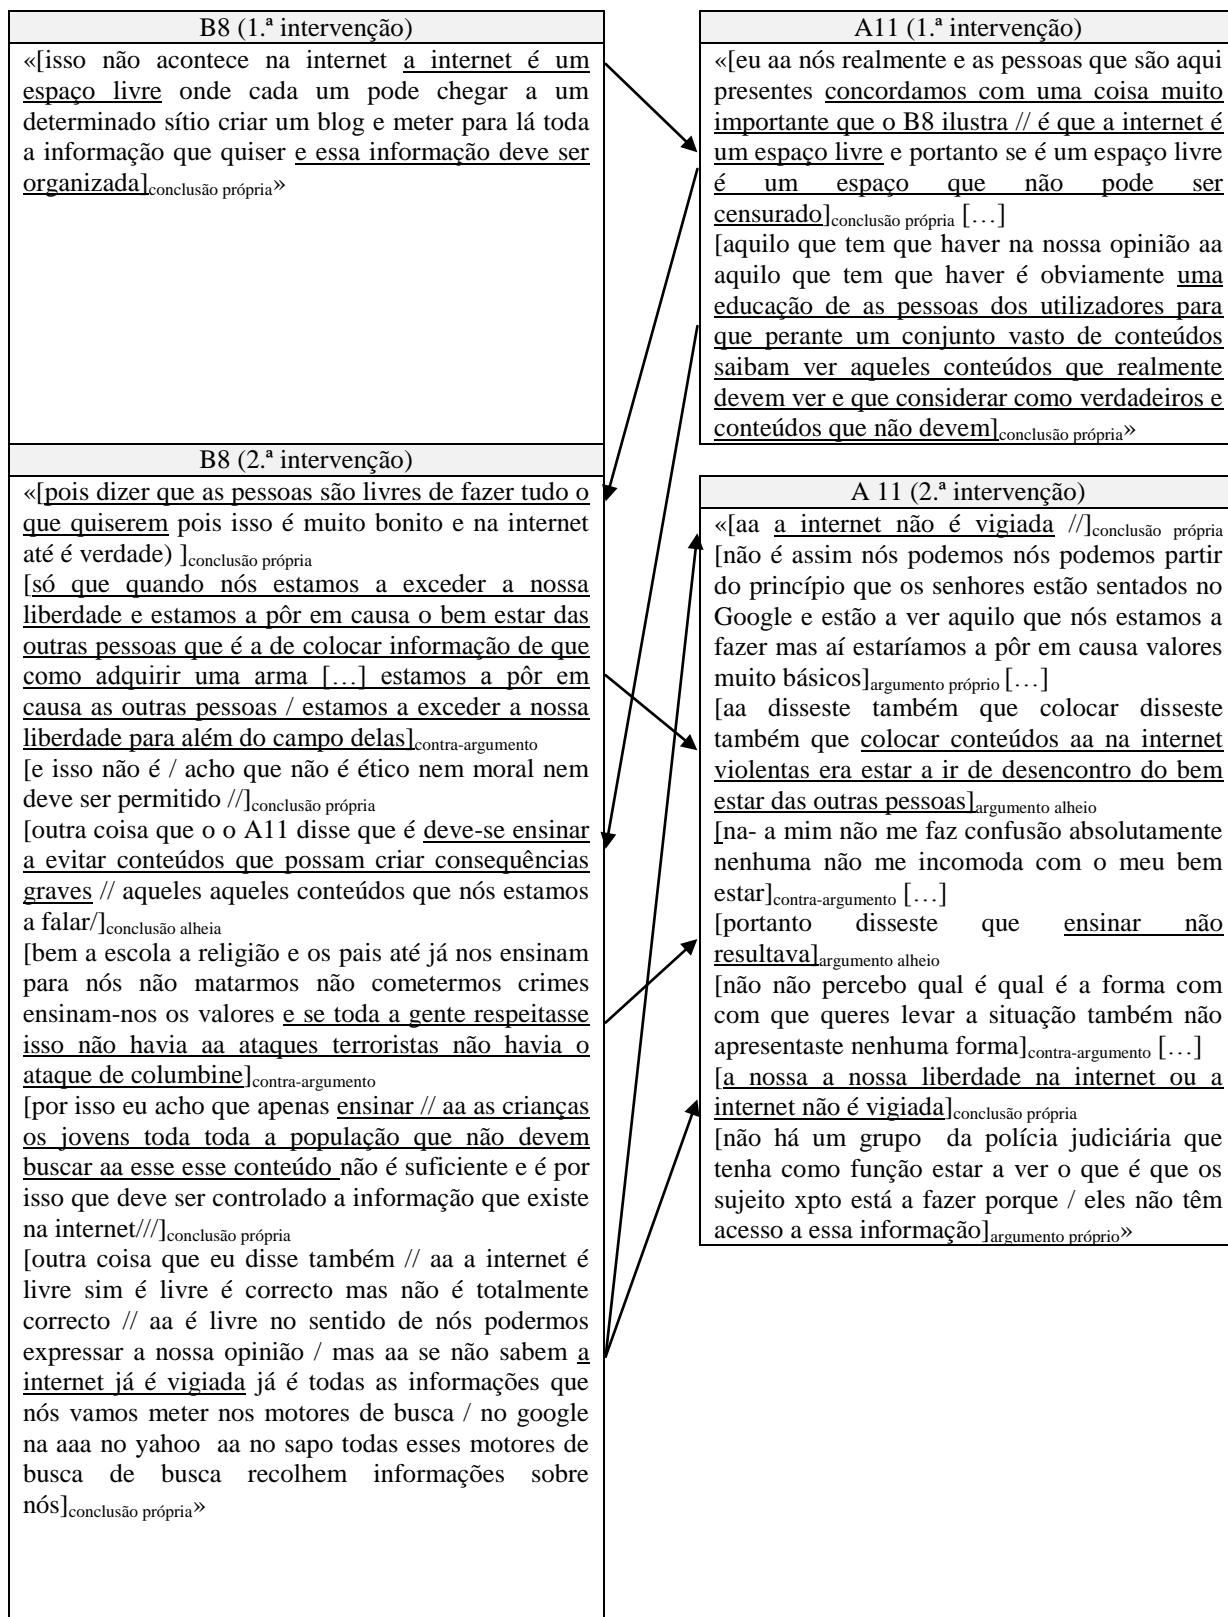 B8 (1.ª intervenção)
«[isso não acontece na internet a internet é um
espaço livre onde cada um pode chegar a um
determinado sítio criar um blog e meter para lá toda
a informação que quiser e essa informação deve ser
organizada]conclusão própria»
A11 (1.ª intervenção)
«[eu aa nós realmente e as pessoas que são aqui
presentes concordamos com uma coisa muito
importante que o B8 ilustra // é que a internet é
um espaço livre e portanto se é um espaço livre
é um espaço que não pode ser
censurado]conclusão própria […]
[aquilo que tem que haver na nossa opinião aa
aquilo que tem que haver é obviamente uma
educação de as pessoas dos utilizadores para
que perante um conjunto vasto de conteúdos
saibam ver aqueles conteúdos que realmente
devem ver e que considerar como verdadeiros e
conteúdos que não devem]conclusão própria»
B8 (2.ª intervenção)
«[pois dizer que as pessoas são livres de fazer tudo o
que quiserem pois isso é muito bonito e na internet
até é verdade) ]conclusão própria
[só que quando nós estamos a exceder a nossa
liberdade e estamos a pôr em causa o bem estar das
outras pessoas que é a de colocar informação de que
como adquirir uma arma […] estamos a pôr em
causa as outras pessoas / estamos a exceder a nossa
liberdade para além do campo delas]contra-argumento
[e isso não é / acho que não é ético nem moral nem
deve ser permitido //]conclusão própria
[outra coisa que o o A11 disse que é deve-se ensinar
a evitar conteúdos que possam criar consequências
graves // aqueles aqueles conteúdos que nós estamos
a falar/]conclusão alheia
[bem a escola a religião e os pais até já nos ensinam
para nós não matarmos não cometermos crimes
ensinam-nos os valores e se toda a gente respeitasse
isso não havia aa ataques terroristas não havia o
ataque de columbine]contra-argumento
[por isso eu acho que apenas ensinar // aa as crianças
os jovens toda toda a população que não devem
buscar aa esse esse conteúdo não é suficiente e é por
isso que deve ser controlado a informação que existe
na internet///]conclusão própria
[outra coisa que eu disse também // aa a internet é
livre sim é livre é correcto mas não é totalmente
correcto // aa é livre no sentido de nós podermos
expressar a nossa opinião / mas aa se não sabem a
internet já é vigiada já é todas as informações que
nós vamos meter nos motores de busca / no google
na aaa no yahoo aa no sapo todas esses motores de
busca de busca recolhem informações sobre
nós]conclusão própria»
A 11 (2.ª intervenção)
«[aa a internet não é vigiada //]conclusão própria
[não é assim nós podemos nós podemos partir
do princípio que os senhores estão sentados no
Google e estão a ver aquilo que nós estamos a
fazer mas aí estaríamos a pôr em causa valores
muito básicos]argumento próprio […]
[aa disseste também que colocar disseste
também que colocar conteúdos aa na internet
violentas era estar a ir de desencontro do bem
estar das outras pessoas]argumento alheio
[na- a mim não me faz confusão absolutamente
nenhuma não me incomoda com o meu bem
estar]contra-argumento […]
[portanto disseste que ensinar não
resultava]argumento alheio
[não não percebo qual é qual é a forma com
com que queres levar a situação também não
apresentaste nenhuma forma]contra-argumento […]
[a nossa a nossa liberdade na internet ou a
internet não é vigiada]conclusão própria
[não há um grupo da polícia judiciária que
tenha como função estar a ver o que é que os
sujeito xpto está a fazer porque / eles não têm
acesso a essa informação]argumento próprio»